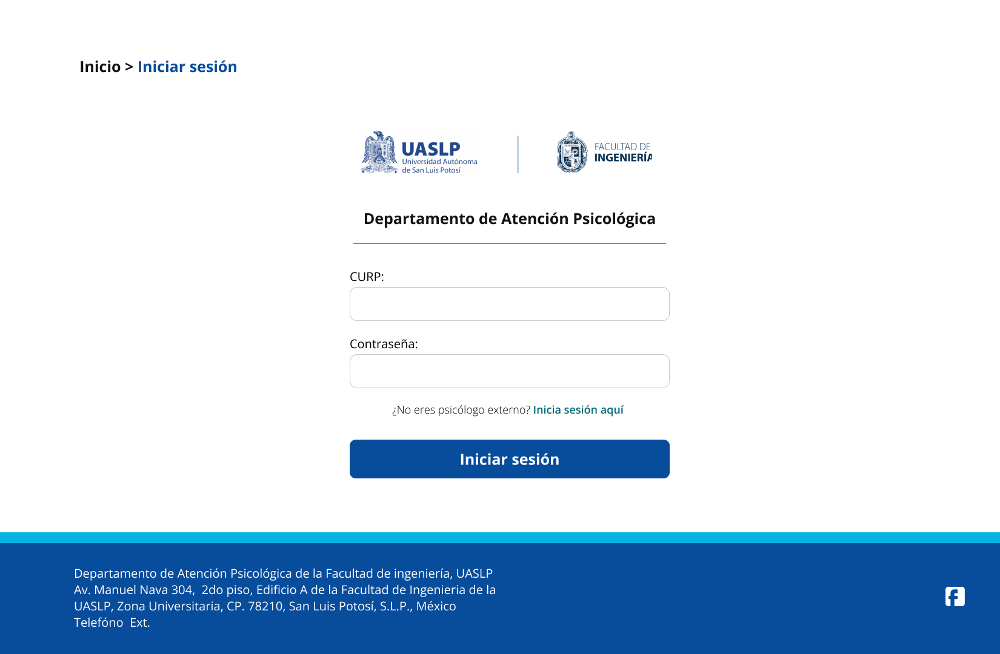 Inicio > Iniciar sesión
UASLP
Universidad Autónoma
de San Luis Potosí
FACULTAD DE
INGENIERÍA
Departamento de Atención Psicológica
CURP:
Contraseña:
¿No eres psicólogo externo? Inicia sesión aquí
Iniciar sesión
Departamento de Atención Psicológica de la Facultad de ingeniería, UASLP
Av. Manuel Nava 304,  2do piso, Edificio A de la Facultad de Ingenieria de la
UASLP, Zona Universitaria, CP. 78210, San Luis Potosí, S.L.P., México
Telefóno  Ext.